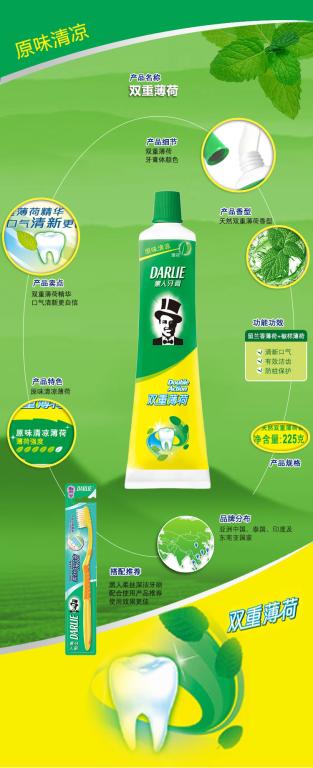 原味清凉
产品名称
双重薄荷
产品细节
双重薄荷
牙膏体颜色
薄荷精华
口气清新更
产品香型
天然双重薄荷香型
产品卖点
双重薄荷精华
口气清新更自信
原味清凉
DARLIE
黑人牙膏
功能功效
留兰香薄荷+椒样薄荷
清新口气
有效洁齿
防蛀保护
产品特色
原味清凉薄荷
Double
Action
双重薄荷
原味清凉薄荷
薄荷强度
天然双重薄荷
净含量:225克
产品规格
品牌分布
亚洲中国、泰国、印度及
东南亚国家
搭配推荐
黑人柔丝深洁牙刷
配合使用产品推荐
使用效果更佳
DARLIE
双重薄荷